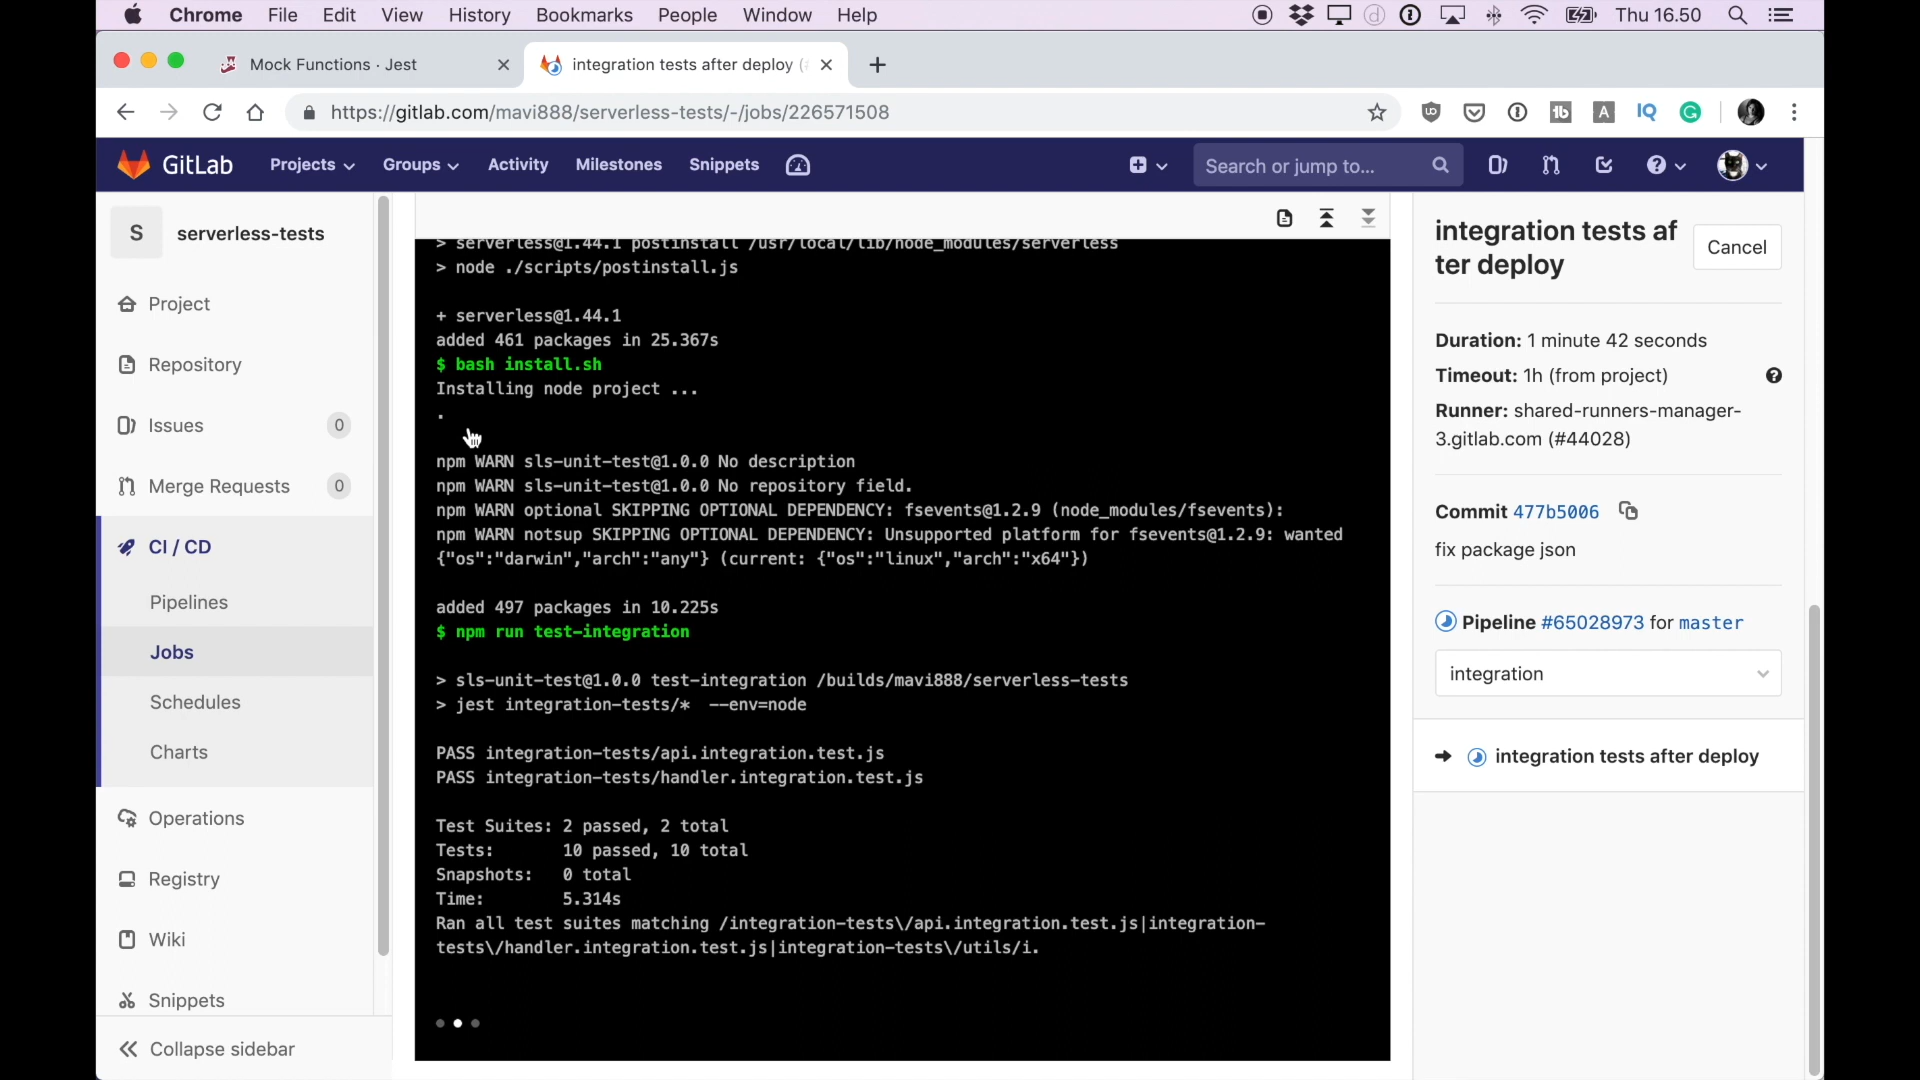 Chrome File Edit View History Bookmarks People Window Help Thu 16.50
Mock Functions · Jest
integration tests after deploy (
https://gitlab.com/mavi888/serverless-tests/-/jobs/226571508
GitLab Projects Groups Activity Milestones Snippets Search or jump to...
S serverless-tests
Project
Repository
Issues 0
Merge Requests 0
CI / CD
Pipelines
Jobs
Schedules
Charts
Operations
Registry
Wiki
Snippets
Collapse sidebar
> serverless@1.44.1 postinstall /usr/local/lib/node_modules/serverless
> node ./scripts/postinstall.js
+ serverless@1.44.1
added 461 packages in 25.367s
$ bash install.sh
Installing node project ...
.
npm WARN sls-unit-test@1.0.0 No description
npm WARN sls-unit-test@1.0.0 No repository field.
npm WARN optional SKIPPING OPTIONAL DEPENDENCY: fsevents@1.2.9 (node_modules/fsevents):
npm WARN notsup SKIPPING OPTIONAL DEPENDENCY: Unsupported platform for fsevents@1.2.9: wanted
{"os":"darwin","arch":"any"} (current: {"os":"linux","arch":"x64"})
added 497 packages in 10.225s
$ npm run test-integration
> sls-unit-test@1.0.0 test-integration /builds/mavi888/serverless-tests
> jest integration-tests/* --env=node
PASS integration-tests/api.integration.test.js
PASS integration-tests/handler.integration.test.js
Test Suites: 2 passed, 2 total
Tests: 10 passed, 10 total
Snapshots: 0 total
Time: 5.314s
Ran all test suites matching /integration-tests\/api.integration.test.js|integration-
tests\/handler.integration.test.js|integration-tests\/utils/i.
integration tests af
ter deploy
Cancel
Duration: 1 minute 42 seconds
Timeout: 1h (from project)
Runner: shared-runners-manager-
3.gitlab.com (#44028)
Commit 477b5006
fix package json
Pipeline #65028973 for master
integration
integration tests after deploy